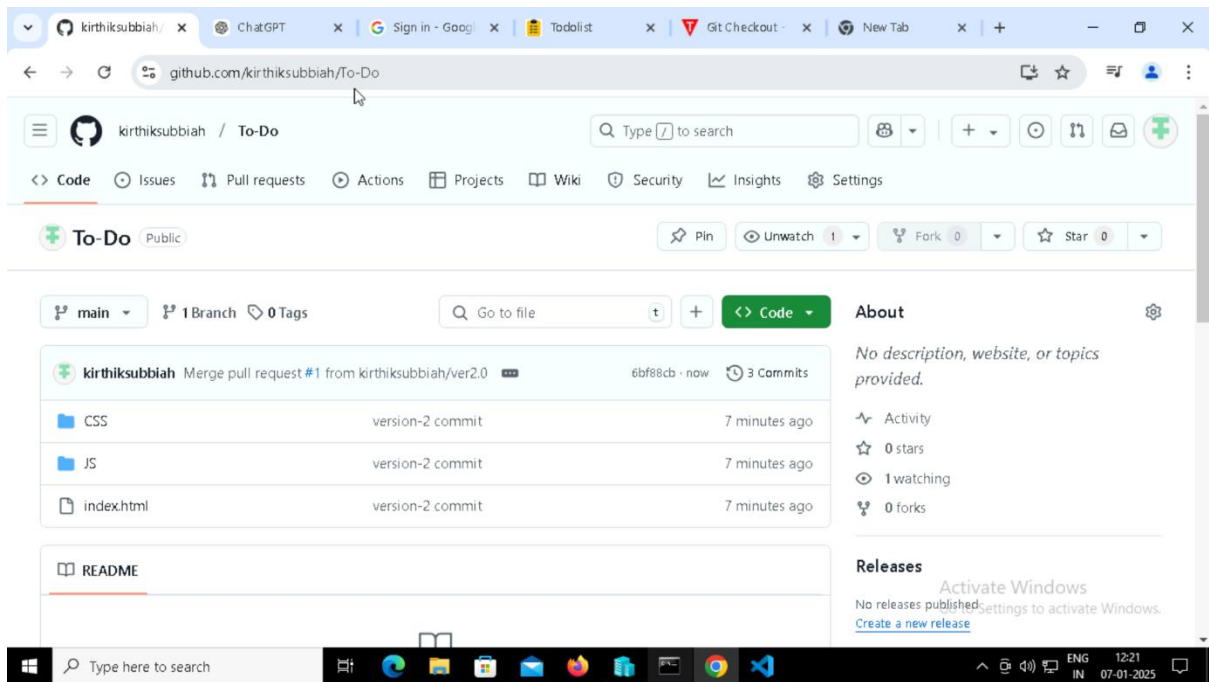 kirthiksubbiah/
ChatGPT
Sign in - Googl
Todolist
Git Checkout -
New Tab
github.com/kirthiksubbiah/To-Do
kirthiksubbiah / To-Do
Type / to search
Code Issues Pull requests Actions Projects Wiki Security Insights Settings
To-Do Public
Pin Unwatch 1 Fork 0 Star 0
main 1 Branch 0 Tags Go to file t Code
About
No description, website, or topics
provided.
kirthiksubbiah Merge pull request #1 from kirthiksubbiah/ver2.0 6bf88cb · now 3 Commits
CSS version-2 commit 7 minutes ago
JS version-2 commit 7 minutes ago
index.html version-2 commit 7 minutes ago
Activity
0 stars
1 watching
0 forks
README
Releases
No releases published
Create a new release
Activate Windows
Go to Settings to activate Windows.
Type here to search
ENG
IN
12:21
07-01-2025